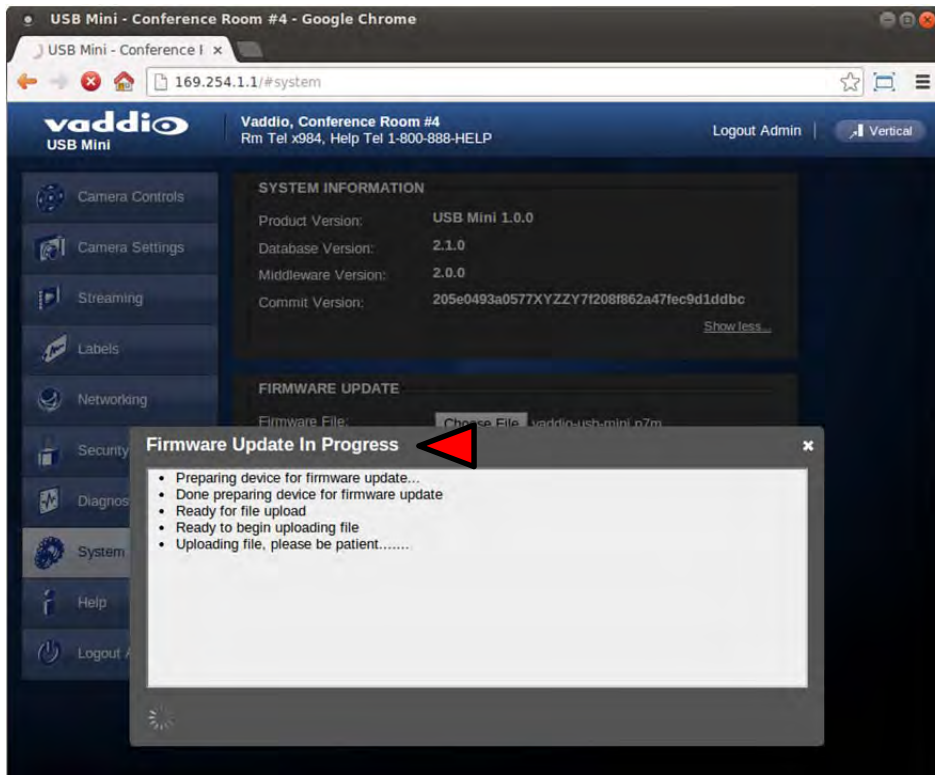 USB Mini - Conference Room #4 - Google Chrome
USB Mini - Conference
169.254.1.1/#system
vaddio
USB Mini
Vaddio, Conference Room #4
Rm Tel x984, Help Tel 1-800-888-HELP
Logout Admin
Vertical
Camera Controls
Camera Settings
Streaming
Labels
Networking
Security
Diagnos
System
Help
Logout
SYSTEM INFORMATION
Product Version: USB Mini 1.0.0
Database Version: 2.1.0
Middleware Version: 2.0.0
Commit Version: 205e0493a0577XYZZY7f208f862a47fec9d1ddbc
Show less...
FIRMWARE UPDATE
Firmware File: Choose File vaddio-usb-mini.p7m
Firmware Update In Progress
• Preparing device for firmware update...
• Done preparing device for firmware update
• Ready for file upload
• Ready to begin uploading file
• Uploading file, please be patient.......